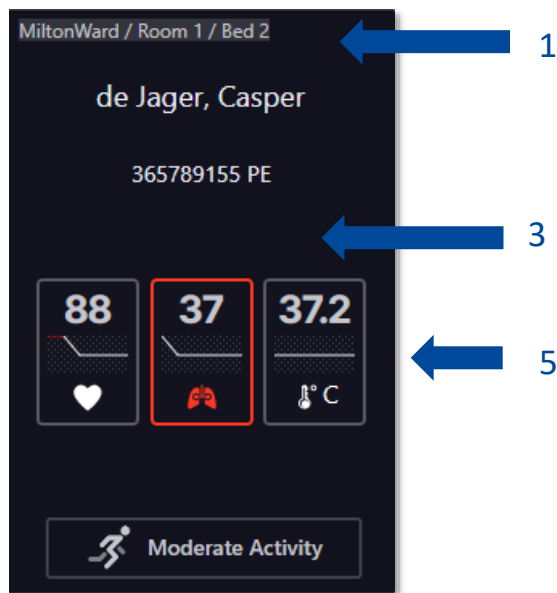 MiltonWard / Room 1 / Bed 2
1
de Jager, Casper
365789155 PE
3
88 37 37.2
5
° C
Moderate Activity